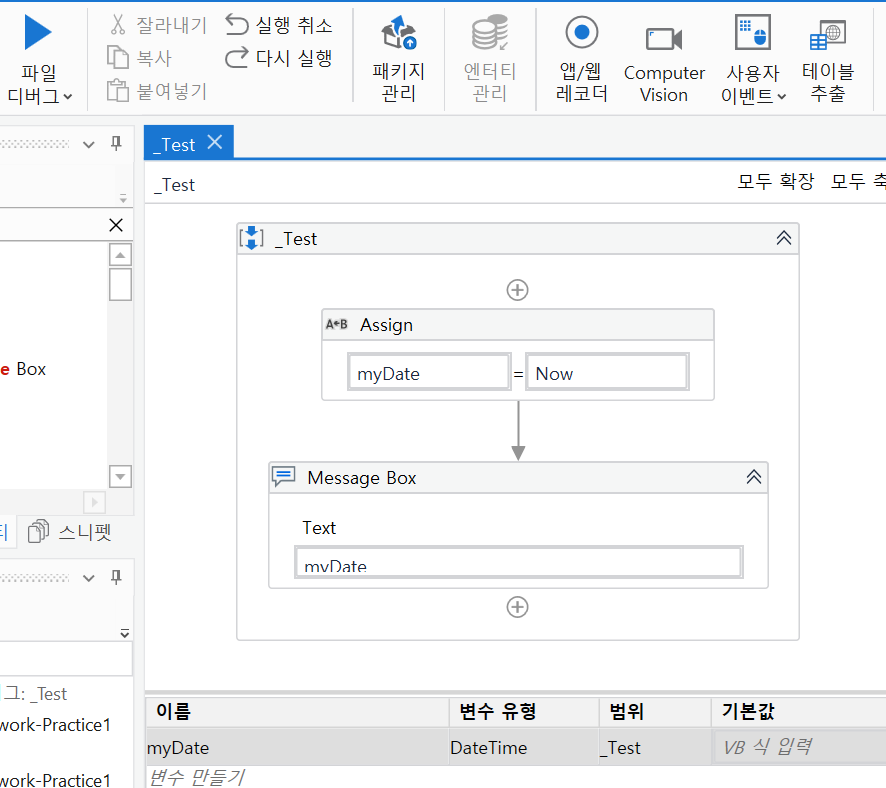 잘라내기
복사
붙여넣기
실행 취소
다시 실행
파일
디버그
패키지
관리
엔터티
관리
앱/웹
레코더
Computer
Vision
사용자
이벤트
테이블
추출
_Test
_Test
모두 확장 모두
_Test
Assign
A←B
myDate = Now
e Box
Message Box
Text
myDate
스니펫
그: _Test
work-Practice1
work-Practice1
이름 변수 유형 범위 기본값
myDate DateTime _Test VB 식 입력
변수 만들기